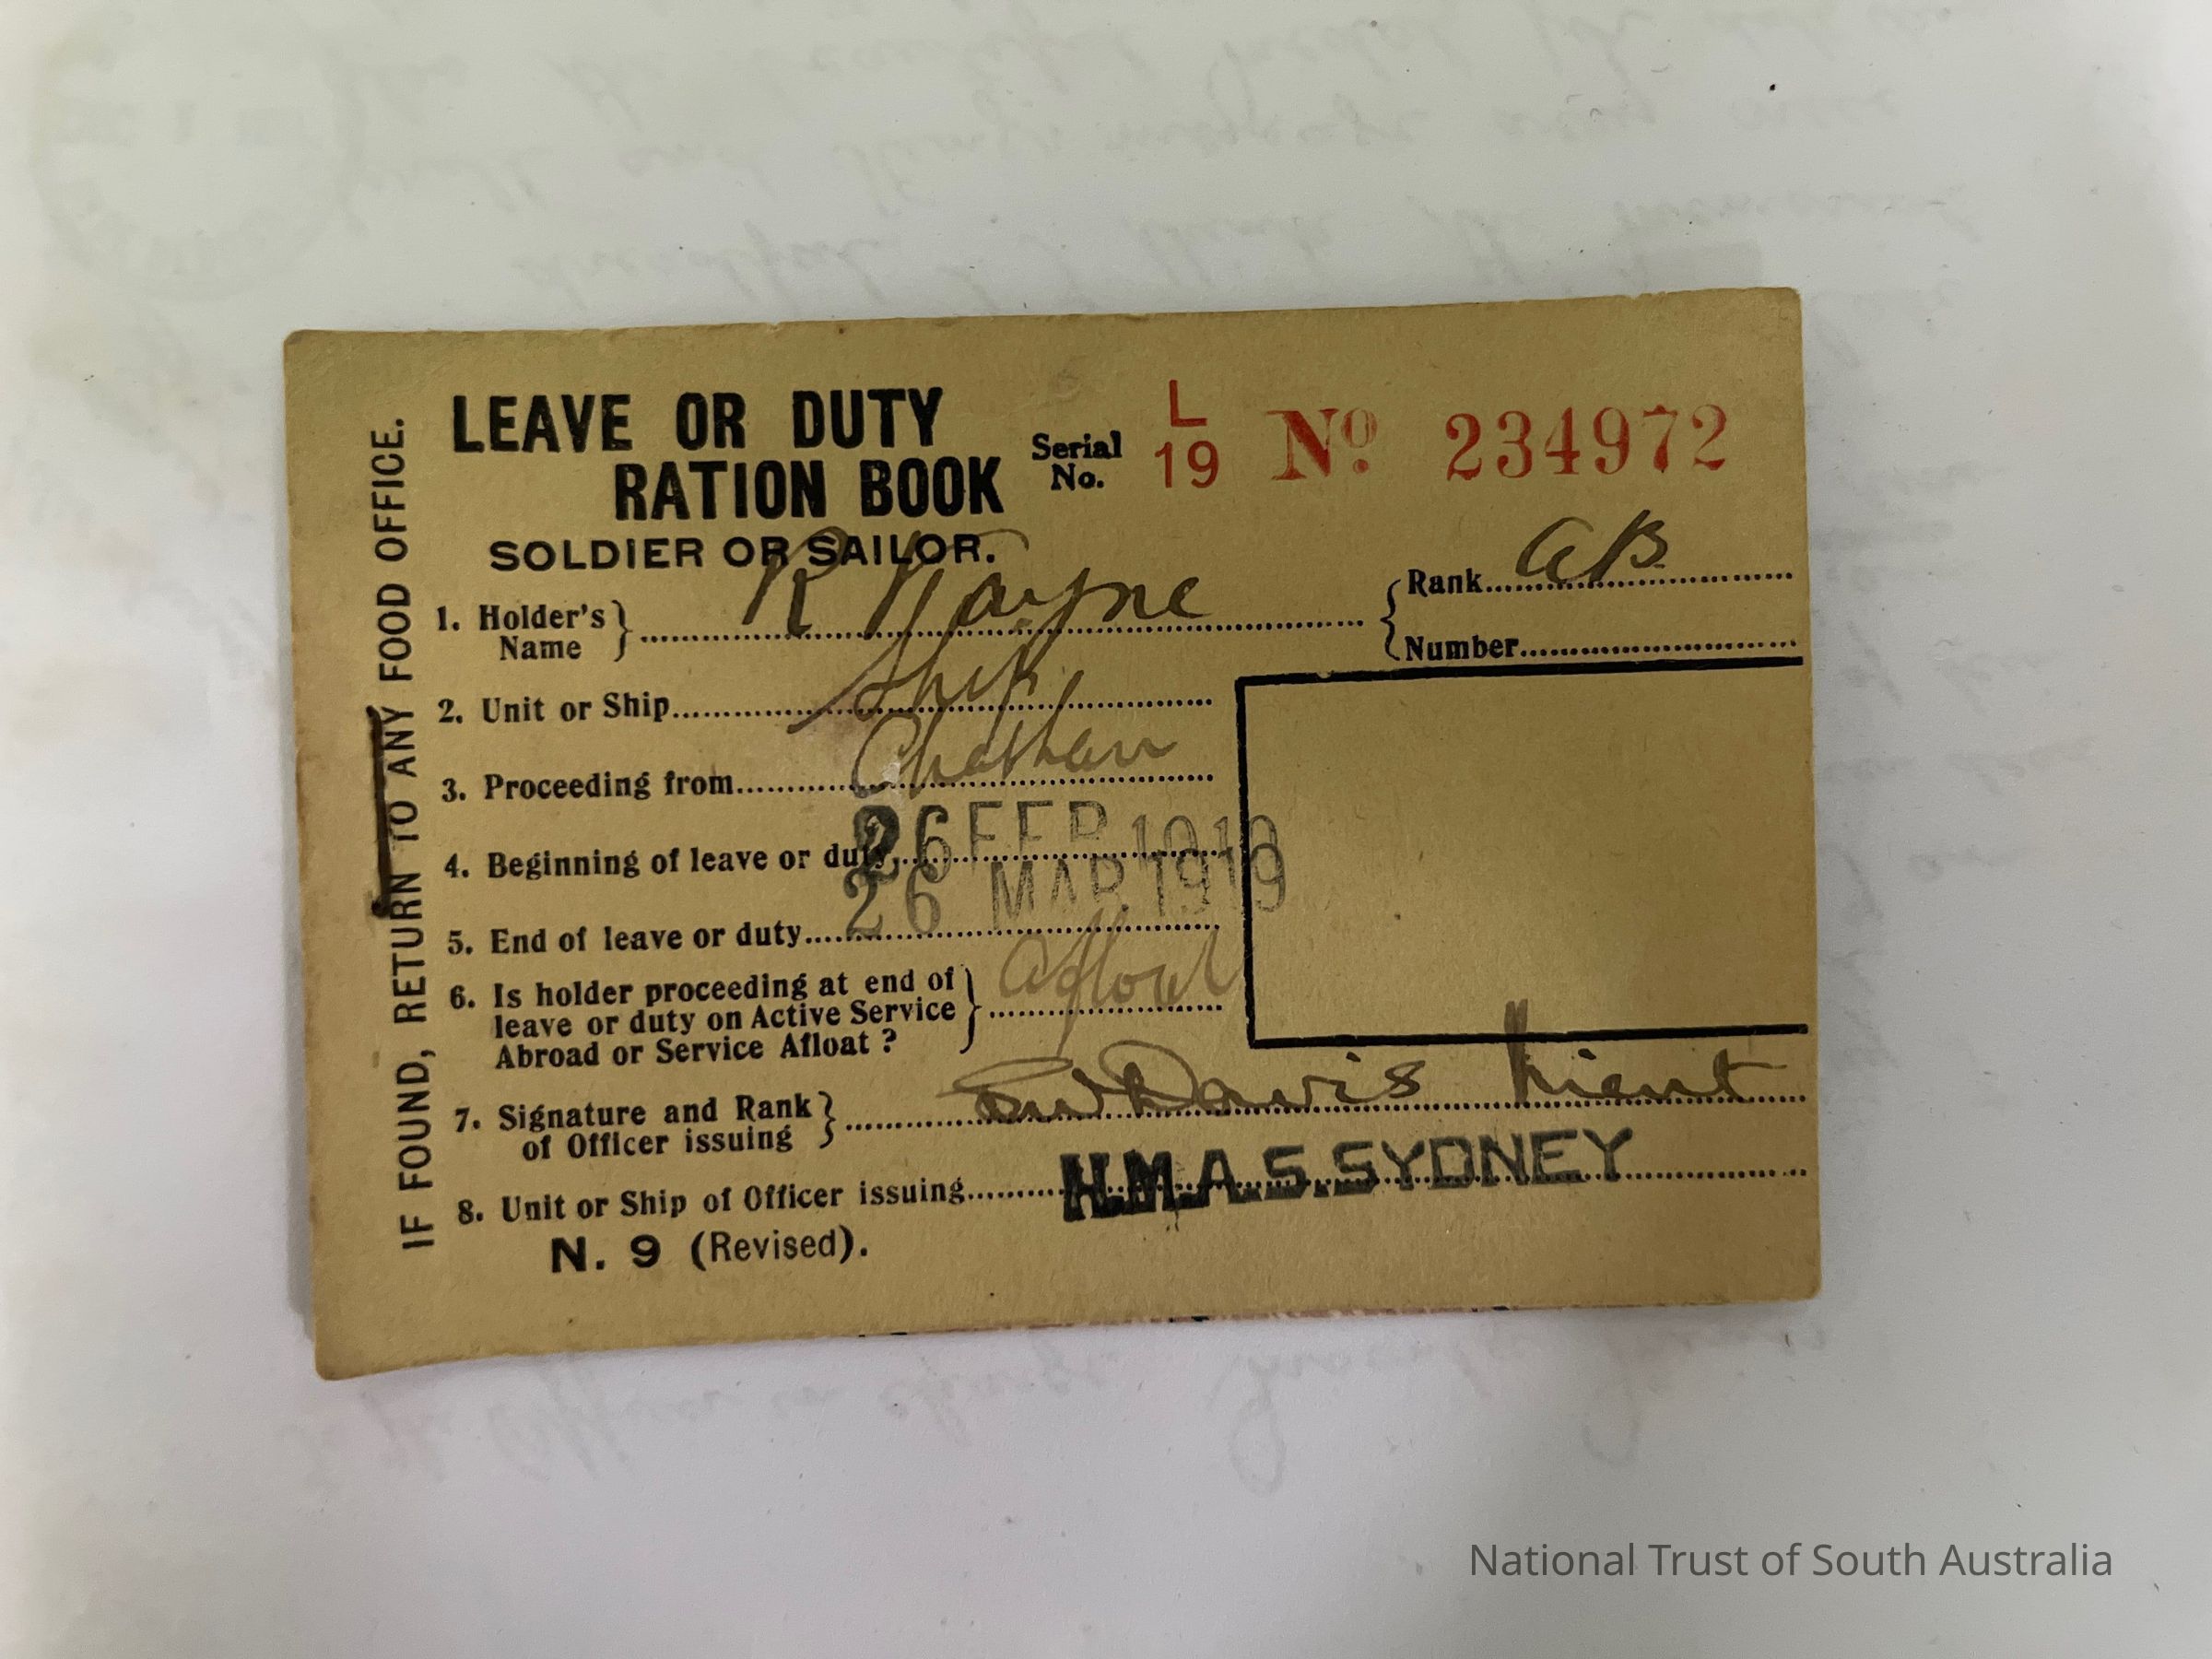 LEAVE OR DUTY
RATION BOOK
Serial No. L 19 Nº 234972
SOLDIER OR SAILOR.
1. Holder's Name R Wayne
Rank AB
Number
2. Unit or Ship Ship
3. Proceeding from Chatham
4. Beginning of leave or duty 26 FEB 1919
5. End of leave or duty 26 MAR 1919
6. Is holder proceeding at end of
leave or duty on Active Service
Abroad or Service Afloat ? Afloat
7. Signature and Rank
of Officer issuing Davis Lieut
8. Unit or Ship of Officer issuing H.M.A.S. SYDNEY
N. 9 (Revised).
IF FOUND, RETURN TO ANY FOOD OFFICE.
National Trust of South Australia